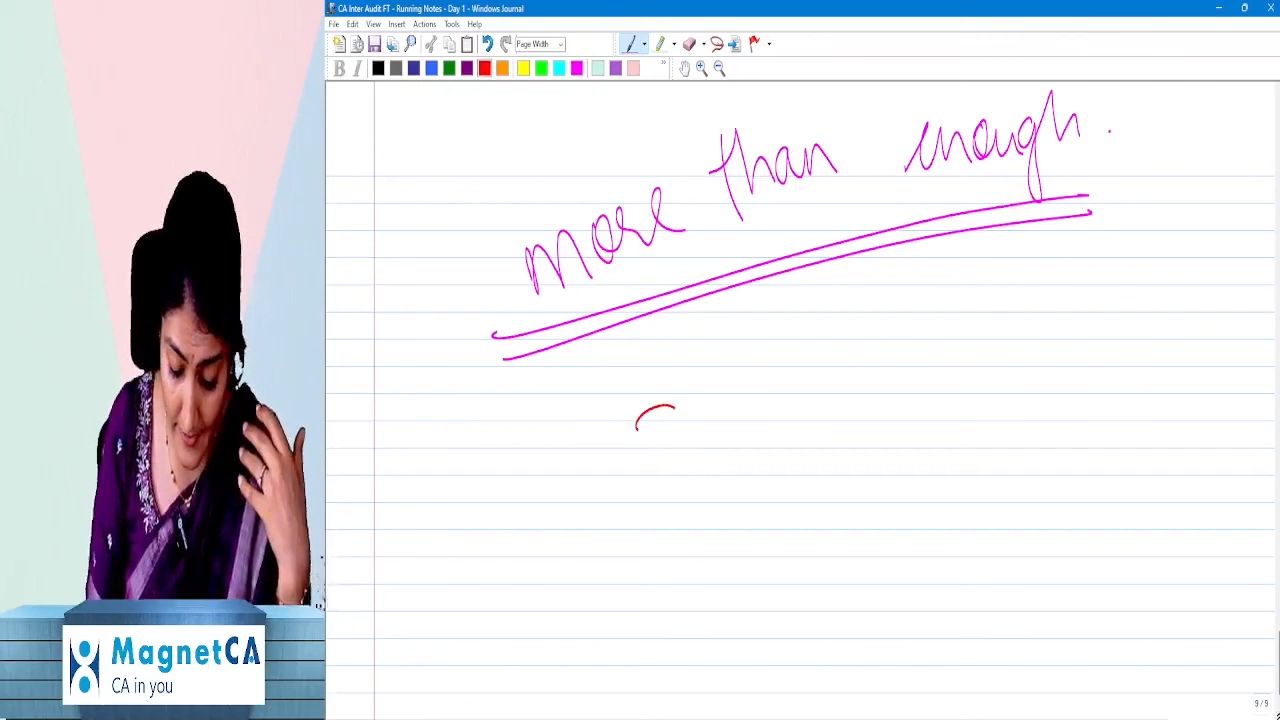 CA Inter Audit FT - Running Notes - Day 1 - Windows Journal
File Edit View Insert Actions Tools Help
Page Width
B I
more than enough.
9 / 9
MagnetCA
CA in you